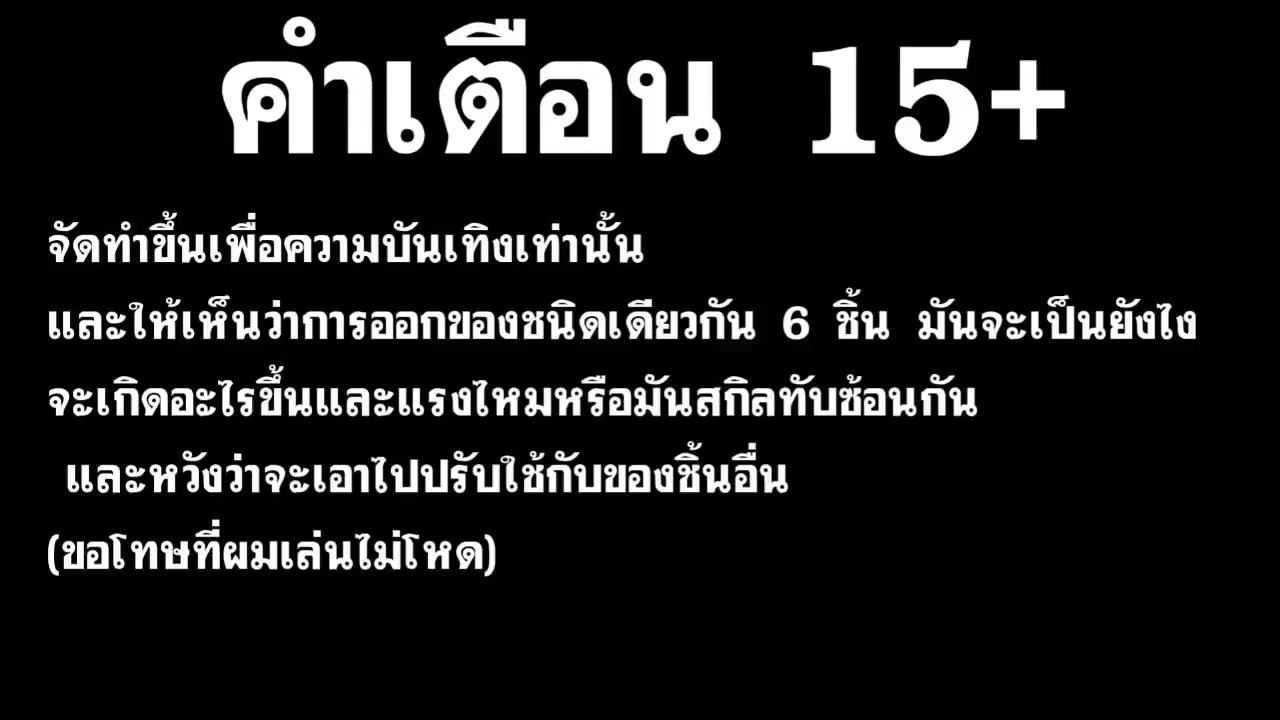 คำเตือน 15+
จัดทำขึ้นเพื่อความบันเทิงเท่านั้น
และให้เห็นว่าการออกของชนิดเดียวกัน 6 ชิ้น มันจะเป็นยังไง
จะเกิดอะไรขึ้นและแรงไหมหรือมันสกิลทับซ้อนกัน
และหวังว่าจะเอาไปปรับใช้กับของชิ้นอื่น
(ขอโทษที่ผมเล่นไม่โหด)